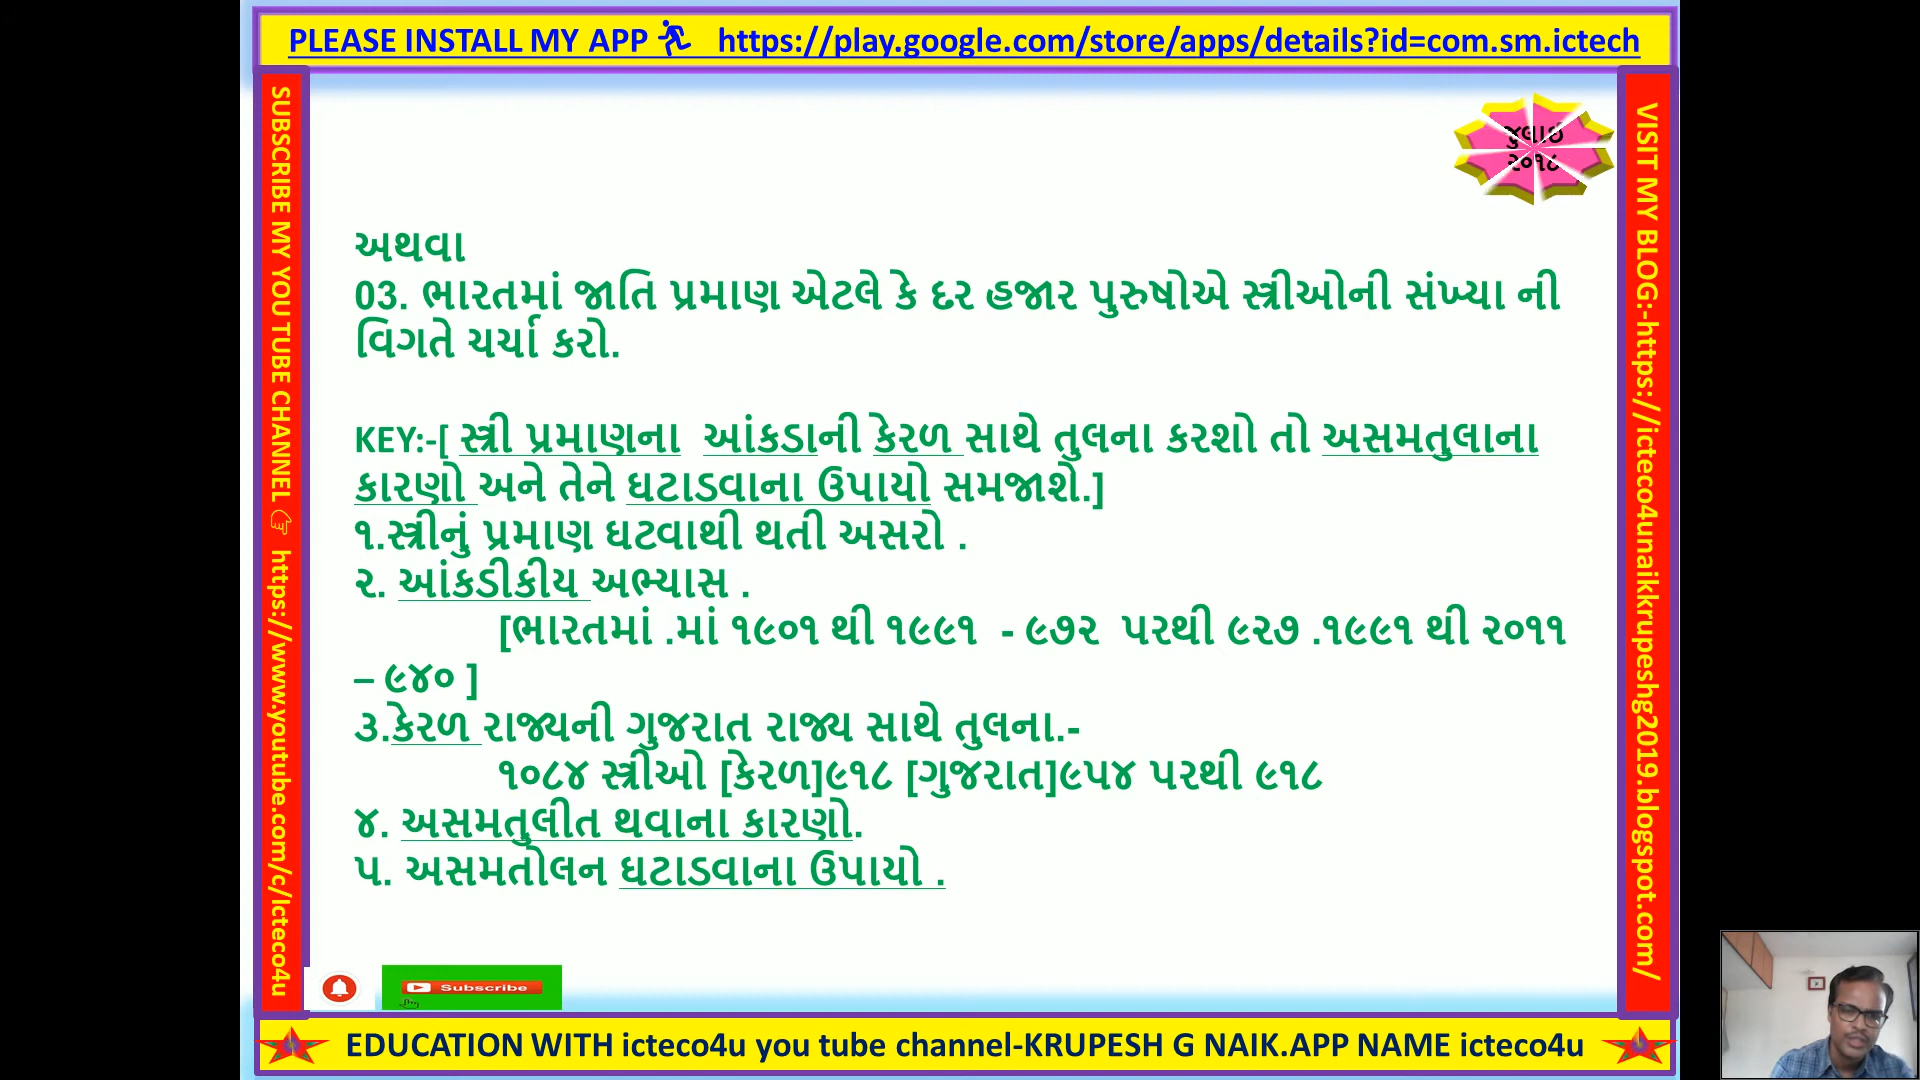 PLEASE INSTALL MY APP https://play.google.com/store/apps/details?id=com.sm.ictech
SUBSCRIBE MY YOU TUBE CHANNEL https://www.youtube.com/c/Icteco4u
VISIT MY BLOG:-https://icteco4unaikkrupeshg2019.blogspot.com/
જુલાઇ
૨૦૧૮
અથવા
03. ભારતમાં જાતિ પ્રમાણ એટલે કે દર હજાર પુરુષોએ સ્ત્રીઓની સંખ્યા ની
વિગતે ચર્ચા કરો.
KEY:-[ સ્ત્રી પ્રમાણના આંકડાની કેરળ સાથે તુલના કરશો તો અસમતુલાના
કારણો અને તેને ઘટાડવાના ઉપાયો સમજાશે.]
૧.સ્ત્રીનું પ્રમાણ ઘટવાથી થતી અસરો .
૨. આંકડીકીય અભ્યાસ .
[ભારતમાં .માં ૧૯૦૧ થી ૧૯૯૧ - ૯૭૨ પરથી ૯૨૭ .૧૯૯૧ થી ૨૦૧૧
– ૯૪૦ ]
૩.કેરળ રાજ્યની ગુજરાત રાજ્ય સાથે તુલના.-
૧૦૮૪ સ્ત્રીઓ [કેરળ]૯૧૮ [ગુજરાત]૯૫૪ પરથી ૯૧૮
૪. અસમતુલીત થવાના કારણો.
૫. અસમતોલન ઘટાડવાના ઉપાયો .
Subscribe
EDUCATION WITH icteco4u you tube channel-KRUPESH G NAIK.APP NAME icteco4u